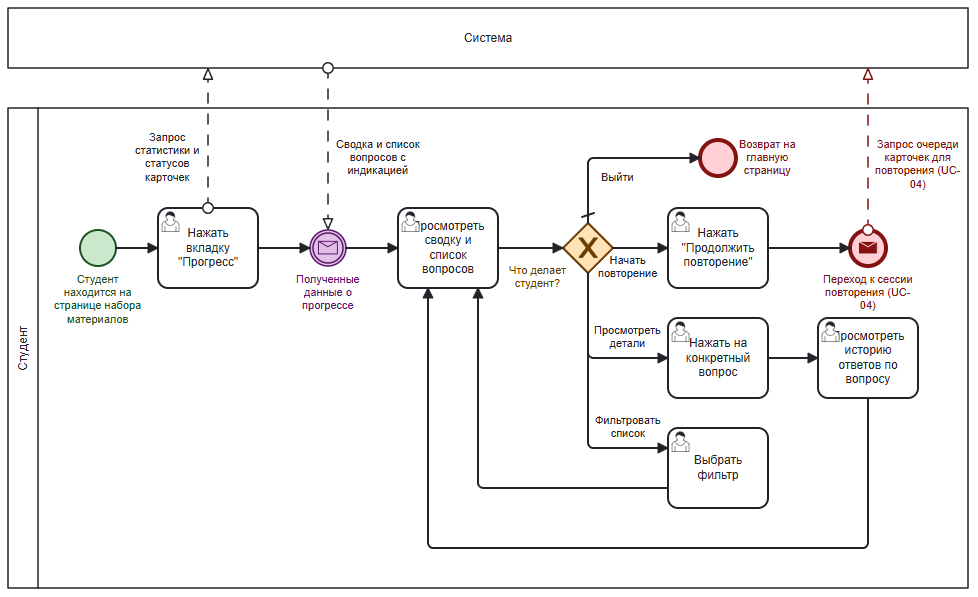 Система
Запрос
статистики и
статусов
карточек
Сводка и список
вопросов с
индикацией
Возврат на
главную
страницу
Запрос очереди
карточек для
повторения (UC-
04)
Выйти
Студент
Студент
находится на
странице набора
материалов
Нажать
вкладку
"Прогресс"
Полученные
данные о
прогрессе
Просмотреть
сводку и
список
вопросов
Что делает
студент?
Начать
повторение
Нажать
"Продолжить
повторение"
Переход к сессии
повторения (UC-
04)
Просмотреть
детали
Нажать на
конкретный
вопрос
Просмотреть
историю
ответов по
вопросу
Фильтровать
список
Выбрать
фильтр